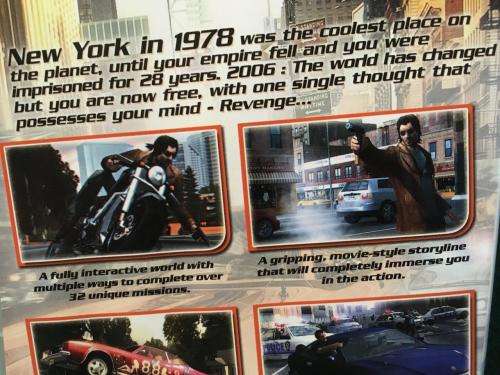 New York in 1978 was the coolest place on
the planet, until your empire fell and you were
imprisoned for 28 years. 2006 : The world has changed
but you are now free, with one single thought that
possesses your mind - Revenge...
A fully interactive world with
multiple ways to complete over
32 unique missions.
A gripping, movie-style storyline
that will completely immerse you
in the action.
88